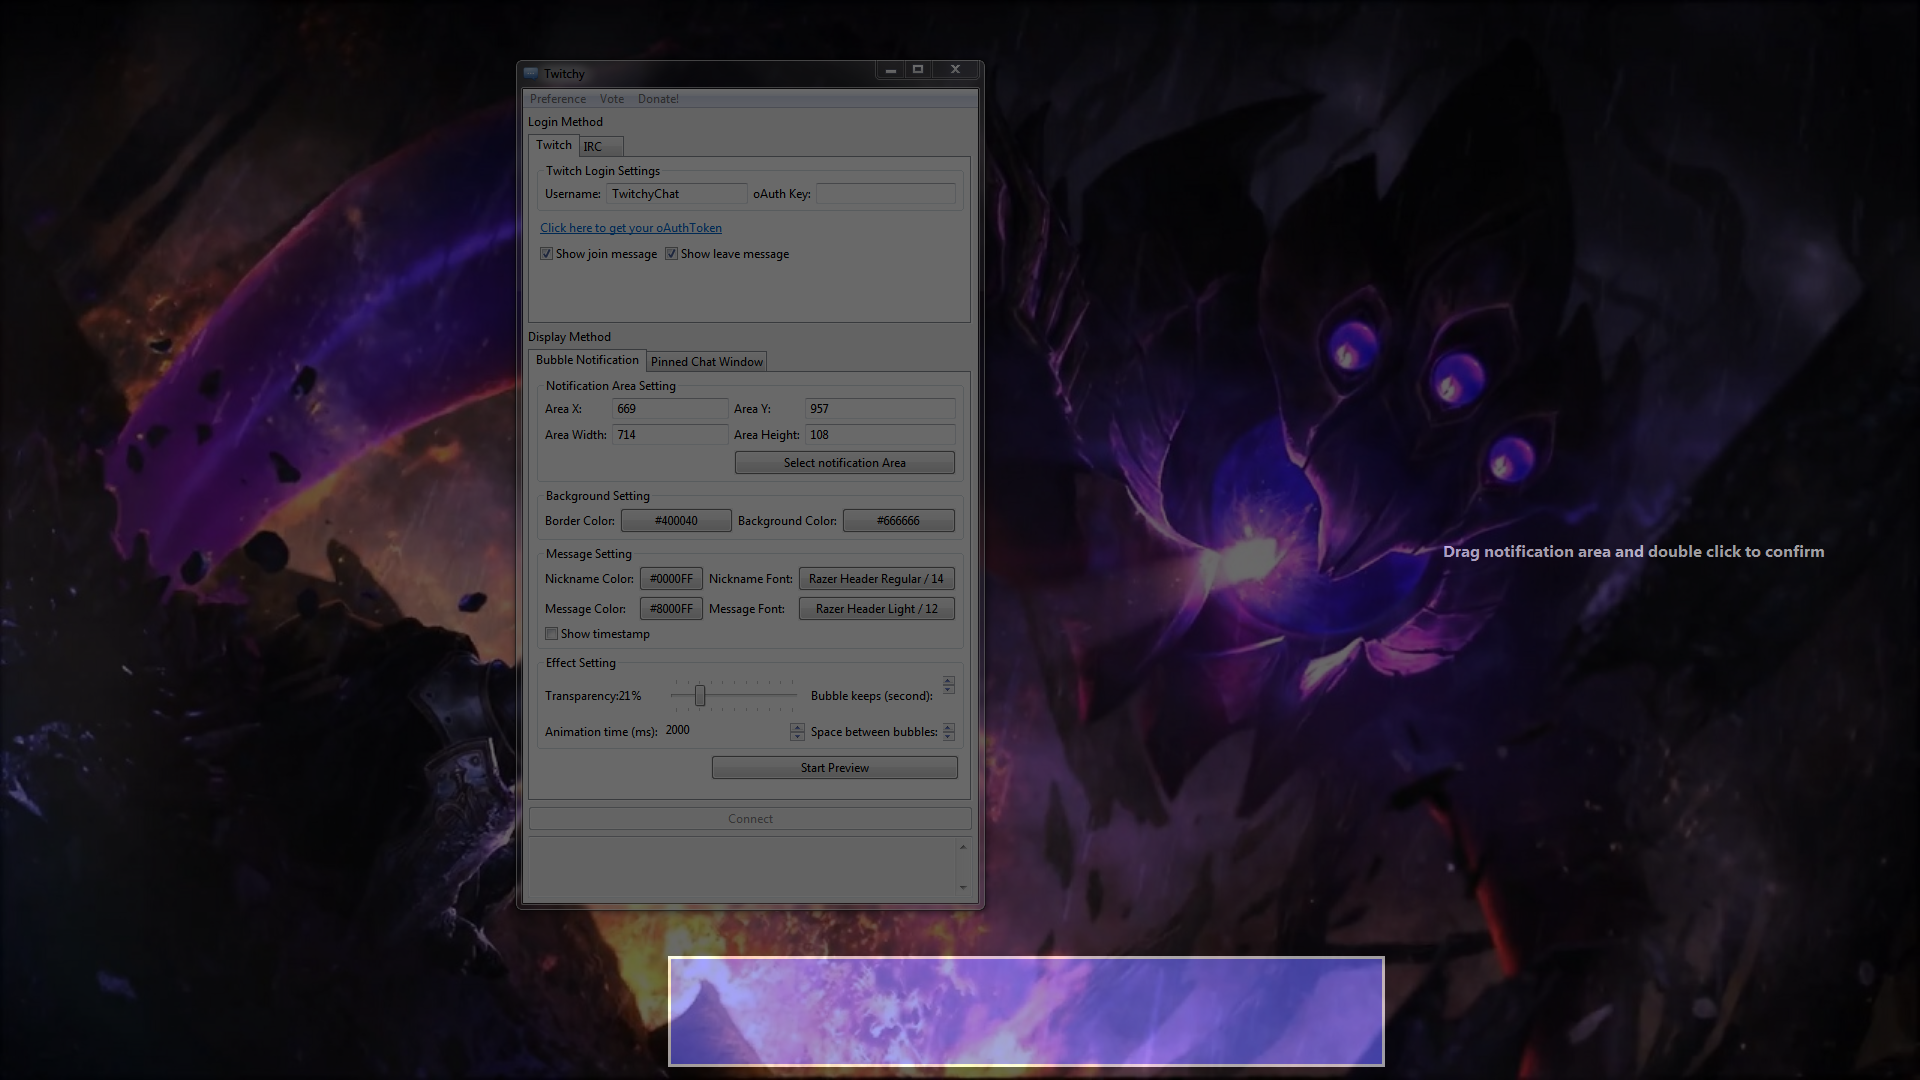 Twitchy
Preference Vote Donate!
Login Method
Twitch IRC
Twitch Login Settings
Username: TwitchyChat oAuth Key:
Click here to get your oAuthToken
Show join message Show leave message
Display Method
Bubble Notification Pinned Chat Window
Notification Area Setting
Area X: 669 Area Y: 957
Area Width: 714 Area Height: 108
Select notification Area
Background Setting
Border Color: #400040 Background Color: #666666
Drag notification area and double click to confirm
Message Setting
Nickname Color: #0000FF Nickname Font: Razer Header Regular / 14
Message Color: #8000FF Message Font: Razer Header Light / 12
Show timestamp
Effect Setting
Transparency:21% Bubble keeps (second):
Animation time (ms): 2000 Space between bubbles:
Start Preview
Connect